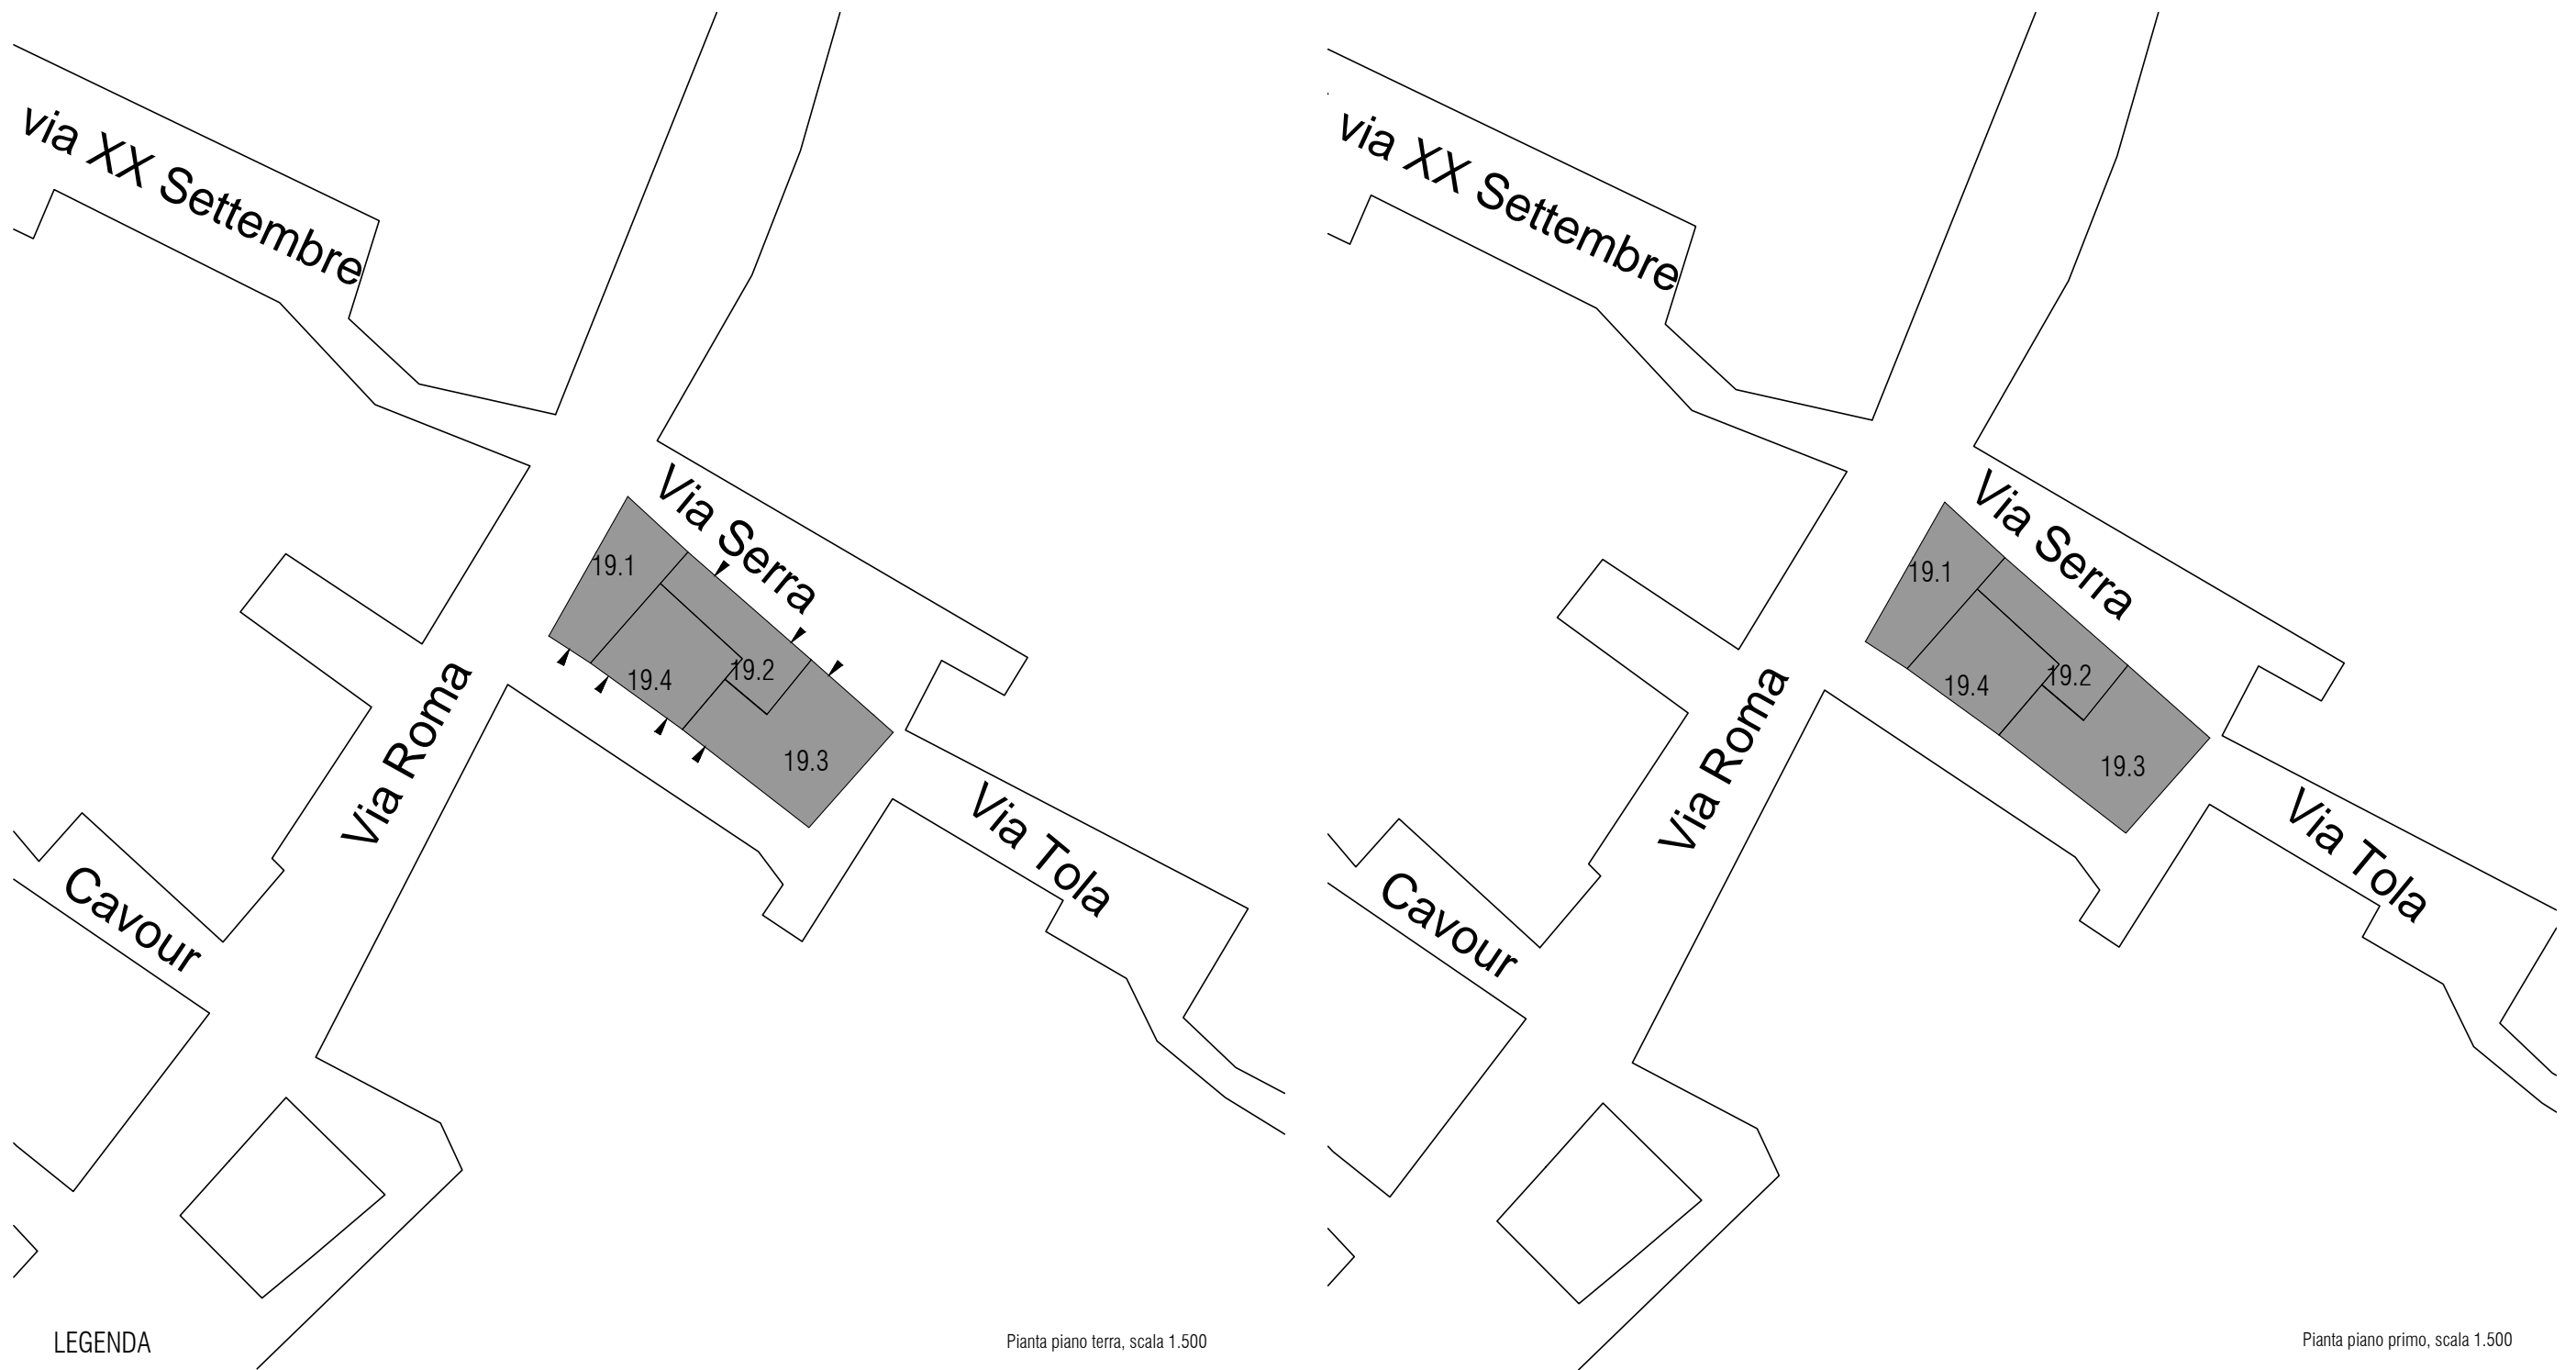 via XX Settembre
Via Serra
19.1
19.2
19.4
19.3
Via Roma
Via Tola
Cavour
LEGENDA
Pianta piano terra, scala 1.500
via XX Settembre
Via Serra
19.1
19.2
19.4
19.3
Via Roma
Via Tola
Cavour
Pianta piano primo, scala 1.500